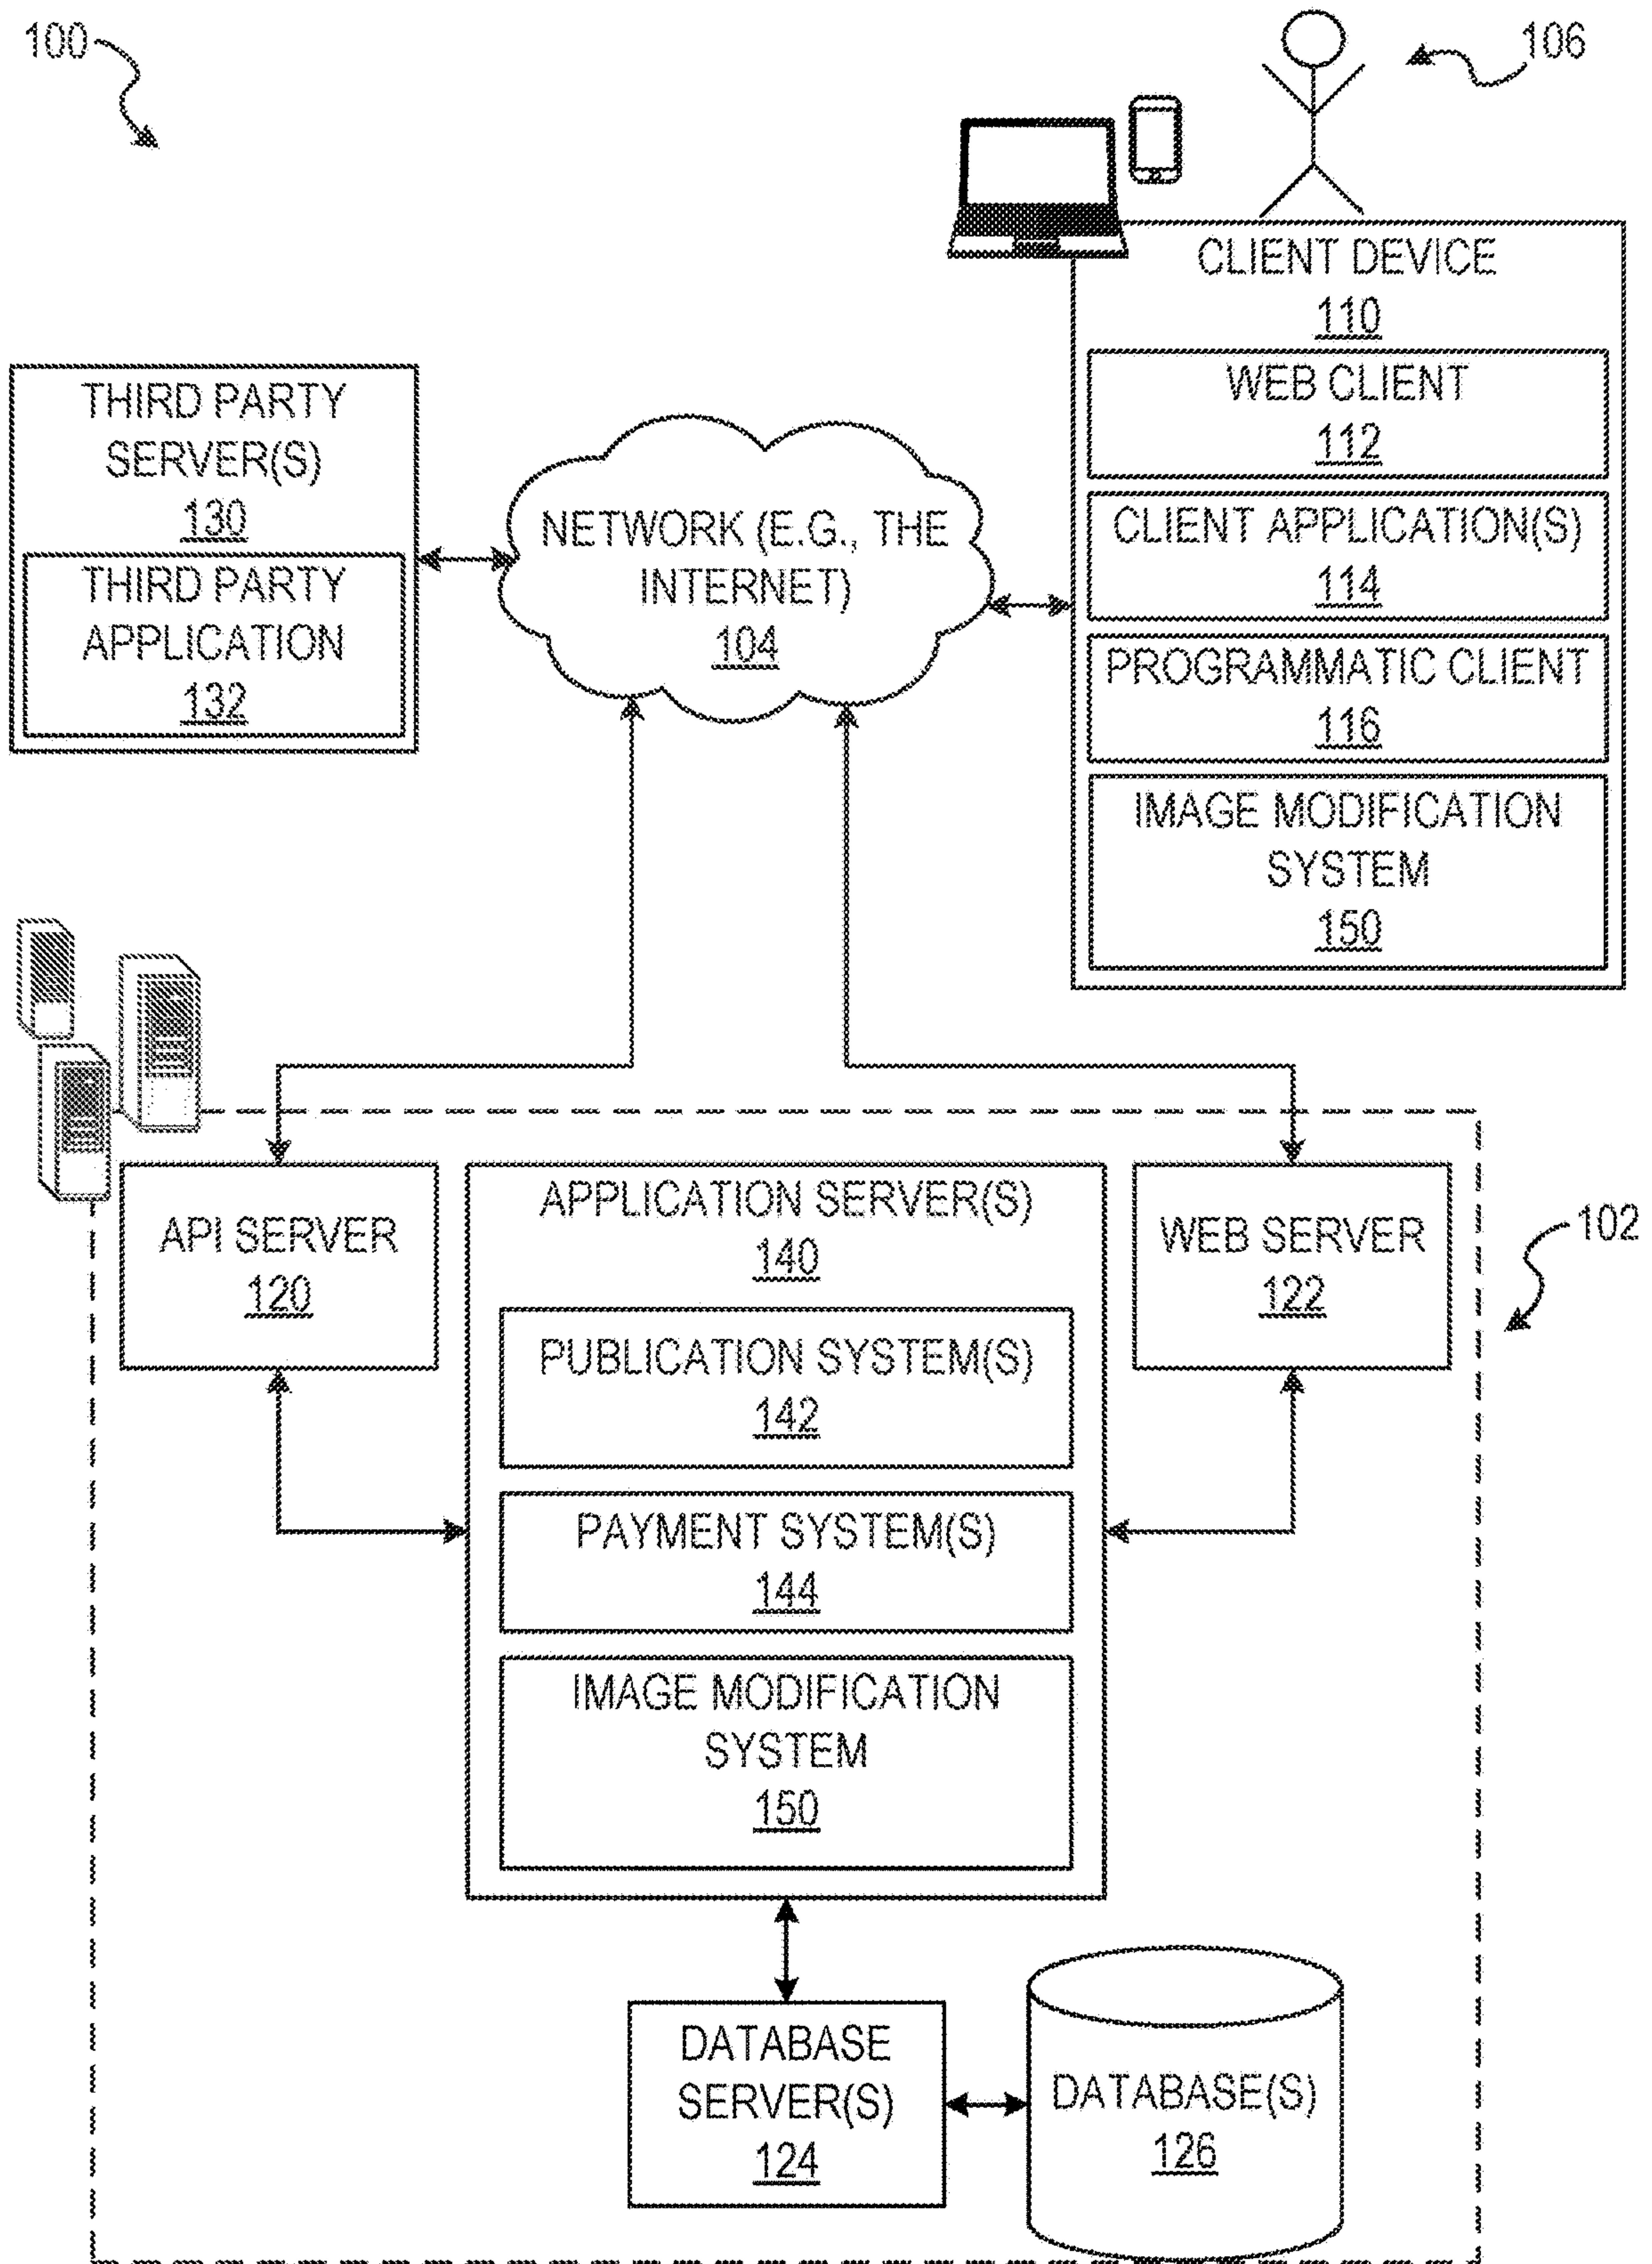 100
106
CLIENT DEVICE
110
WEB CLIENT
112
CLIENT APPLICATION(S)
114
PROGRAMMATIC CLIENT
116
IMAGE MODIFICATION
SYSTEM
150
THIRD PARTY
SERVER(S)
130
THIRD PARTY
APPLICATION
132
NETWORK (E.G., THE
INTERNET)
104
102
API SERVER
120
APPLICATION SERVER(S)
140
PUBLICATION SYSTEM(S)
142
PAYMENT SYSTEM(S)
144
IMAGE MODIFICATION
SYSTEM
150
WEB SERVER
122
DATABASE
SERVER(S)
124
DATABASE(S)
126